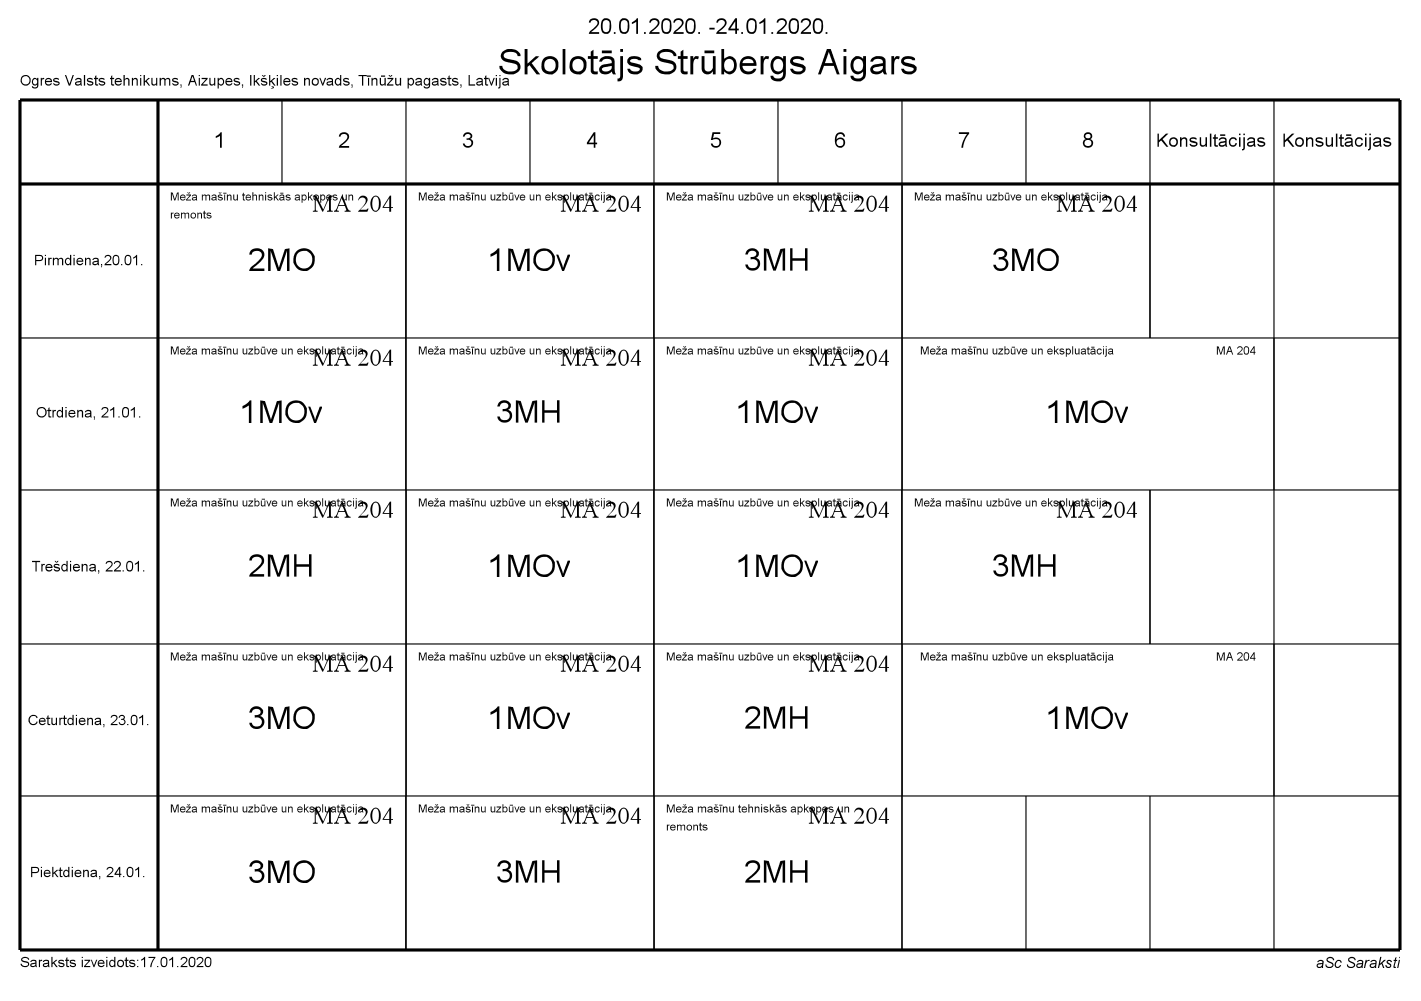 20.01.2020. -24.01.2020.
Skolotājs Strūbergs Aigars
Ogres Valsts tehnikums, Aizupes, Ikšķiles novads, Tīnūžu pagasts, Latvija
1 2 3 4 5 6 7 8 Konsultācijas Konsultācijas
Meža mašīnu tehniskās apkopes un MA 204 Meža mašīnu uzbūve un ekspluatācija MA 204 Meža mašīnu uzbūve un ekspluatācija MA 204 Meža mašīnu uzbūve un ekspluatācija MA 204
remonts
Pirmdiena,20.01. 2MO 1MOv 3MH 3MO
Meža mašīnu uzbūve un ekspluatācija MA 204 Meža mašīnu uzbūve un ekspluatācija MA 204 Meža mašīnu uzbūve un ekspluatācija MA 204 Meža mašīnu uzbūve un ekspluatācija MA 204
Otrdiena, 21.01. 1MOv 3MH 1MOv 1MOv
Meža mašīnu uzbūve un ekspluatācija MA 204 Meža mašīnu uzbūve un ekspluatācija MA 204 Meža mašīnu uzbūve un ekspluatācija MA 204 Meža mašīnu uzbūve un ekspluatācija MA 204
Trešdiena, 22.01. 2MH 1MOv 1MOv 3MH
Meža mašīnu uzbūve un ekspluatācija MA 204 Meža mašīnu uzbūve un ekspluatācija MA 204 Meža mašīnu uzbūve un ekspluatācija MA 204 Meža mašīnu uzbūve un ekspluatācija MA 204
Ceturtdiena, 23.01. 3MO 1MOv 2MH 1MOv
Meža mašīnu uzbūve un ekspluatācija MA 204 Meža mašīnu uzbūve un ekspluatācija MA 204 Meža mašīnu tehniskās apkopes un MA 204
remonts
Piektdiena, 24.01. 3MO 3MH 2MH
Saraksts izveidots:17.01.2020 aSc Saraksti